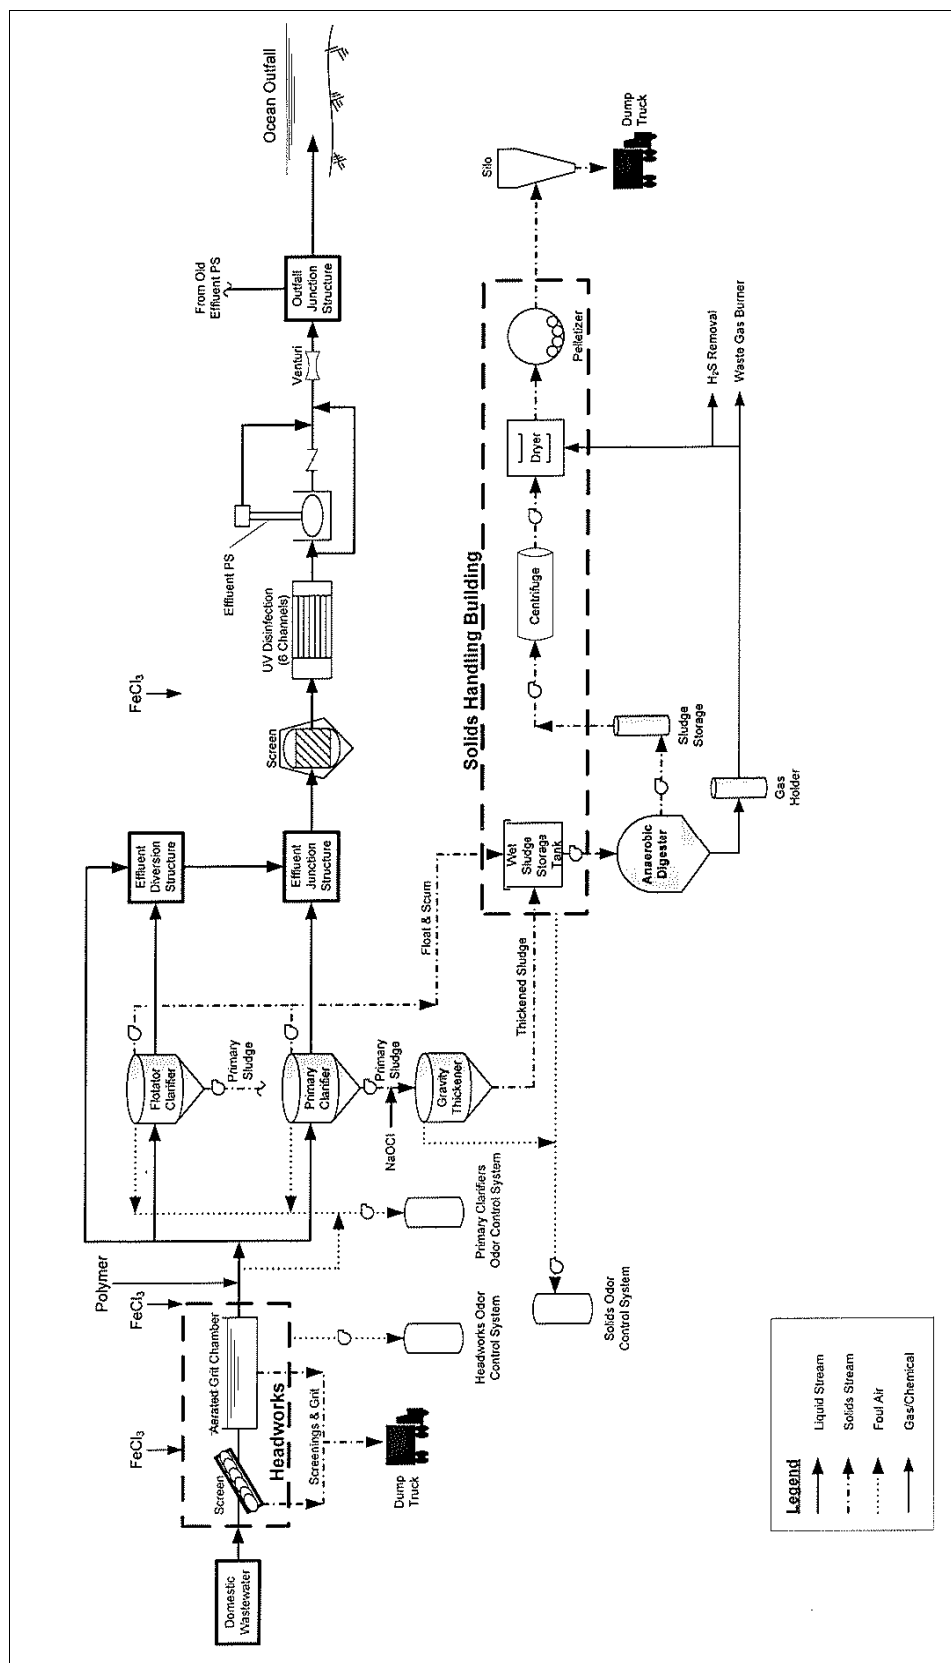 Domestic
Wastewater
FeCl3
FeCl3
Polymer
Screen
Aerated Grit Chamber
Headworks
Screenings & Grit
Dump
Truck
Headworks Odor
Control System
Primary Clarifiers
Odor Control System
Solids Odor
Control System
Flotator
Clarifier
Primary
Sludge
Primary
Clarifier
Primary
Sludge
NaOCl
Gravity
Thickener
Thickened Sludge
Float & Scum
Effluent
Diversion
Structure
Effluent
Junction
Structure
FeCl3
Screen
UV Disinfection
(6 Channels)
Effluent PS
Venturi
From Old
Effluent PS
Outfall
Junction
Structure
Ocean Outfall
Solids Handling Building
Wet
Sludge
Storage
Tank
Anaerobic
Digester
Sludge
Storage
Gas
Holder
Centrifuge
Dryer
Pelletizer
Silo
Dump
Truck
H2S Removal
Waste Gas Burner
Legend
Liquid Stream
Solids Stream
Foul Air
Gas/Chemical